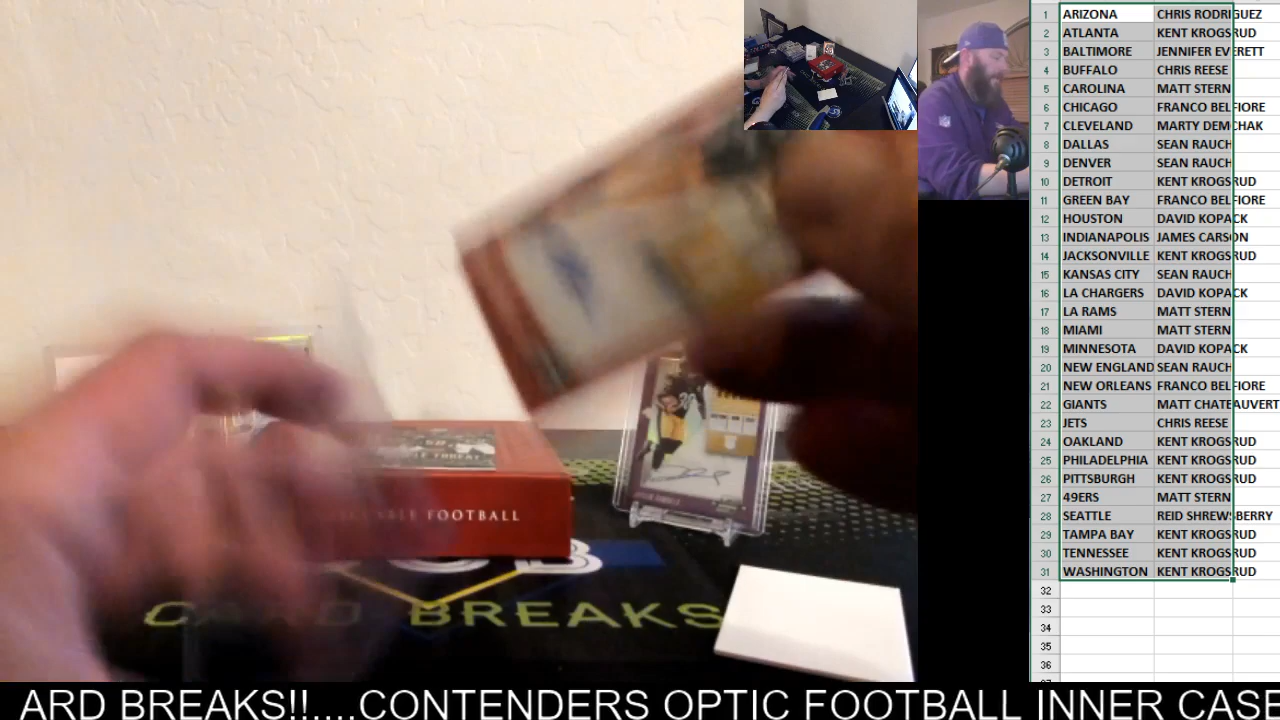 1 ARIZONA CHRIS RODRIGUEZ
2 ATLANTA KENT KROGSRUD
3 BALTIMORE JENNIFER EVERETT
4 BUFFALO CHRIS REESE
5 CAROLINA MATT STERN
6 CHICAGO FRANCO BELFIORE
7 CLEVELAND MARTY DEMCHAK
8 DALLAS SEAN RAUCH
9 DENVER SEAN RAUCH
10 DETROIT KENT KROGSRUD
11 GREEN BAY FRANCO BELFIORE
12 HOUSTON DAVID KOPACK
13 INDIANAPOLIS JAMES CARSON
14 JACKSONVILLE KENT KROGSRUD
15 KANSAS CITY SEAN RAUCH
16 LA CHARGERS DAVID KOPACK
17 LA RAMS MATT STERN
18 MIAMI MATT STERN
19 MINNESOTA DAVID KOPACK
20 NEW ENGLAND SEAN RAUCH
21 NEW ORLEANS FRANCO BELFIORE
22 GIANTS MATT CHATEAUVERT
23 JETS CHRIS REESE
24 OAKLAND KENT KROGSRUD
25 PHILADELPHIA KENT KROGSRUD
26 PITTSBURGH KENT KROGSRUD
27 49ERS MATT STERN
28 SEATTLE REID SHREWSBERRY
29 TAMPA BAY KENT KROGSRUD
30 TENNESSEE KENT KROGSRUD
31 WASHINGTON KENT KROGSRUD
32
33
34
35
36
THREAT
FOOTBALL
CARD BREAKS
ARD BREAKS!!....CONTENDERS OPTIC FOOTBALL INNER CASE